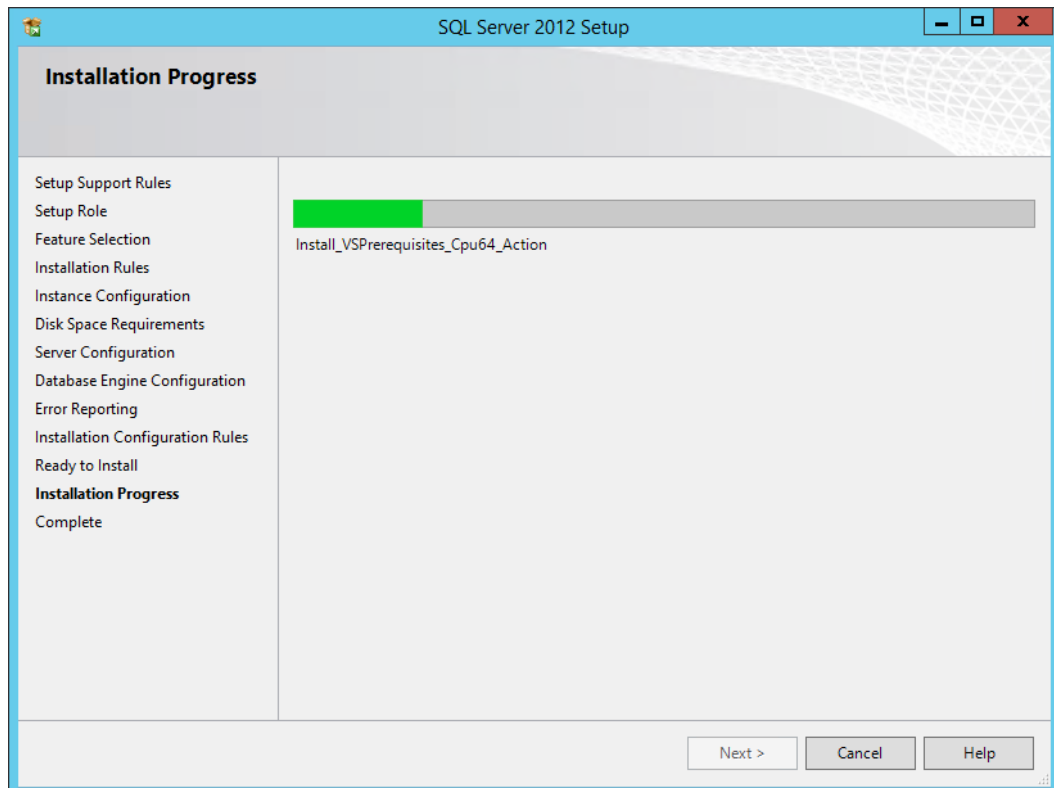 SQL Server 2012 Setup
Installation Progress
Setup Support Rules
Setup Role
Feature Selection
Installation Rules
Instance Configuration
Disk Space Requirements
Server Configuration
Database Engine Configuration
Error Reporting
Installation Configuration Rules
Ready to Install
Installation Progress
Complete
Install_VSPrerequisites_Cpu64_Action
Next >
Cancel
Help